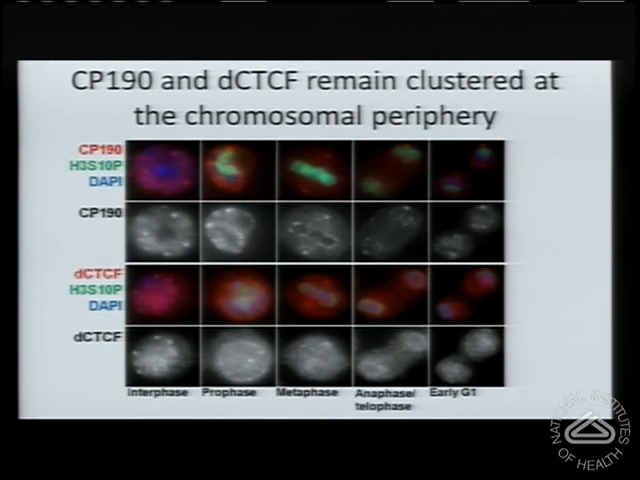 CP190 and dCTCF remain clustered at
the chromosomal periphery
CP190
H3S10P
DAPI
CP190
dCTCF
H3S10P
DAPI
dCTCF
Interphase Prophase Metaphase Anaphase/ Early G1
telophase
NATIONAL INSTITUTES
OF HEALTH